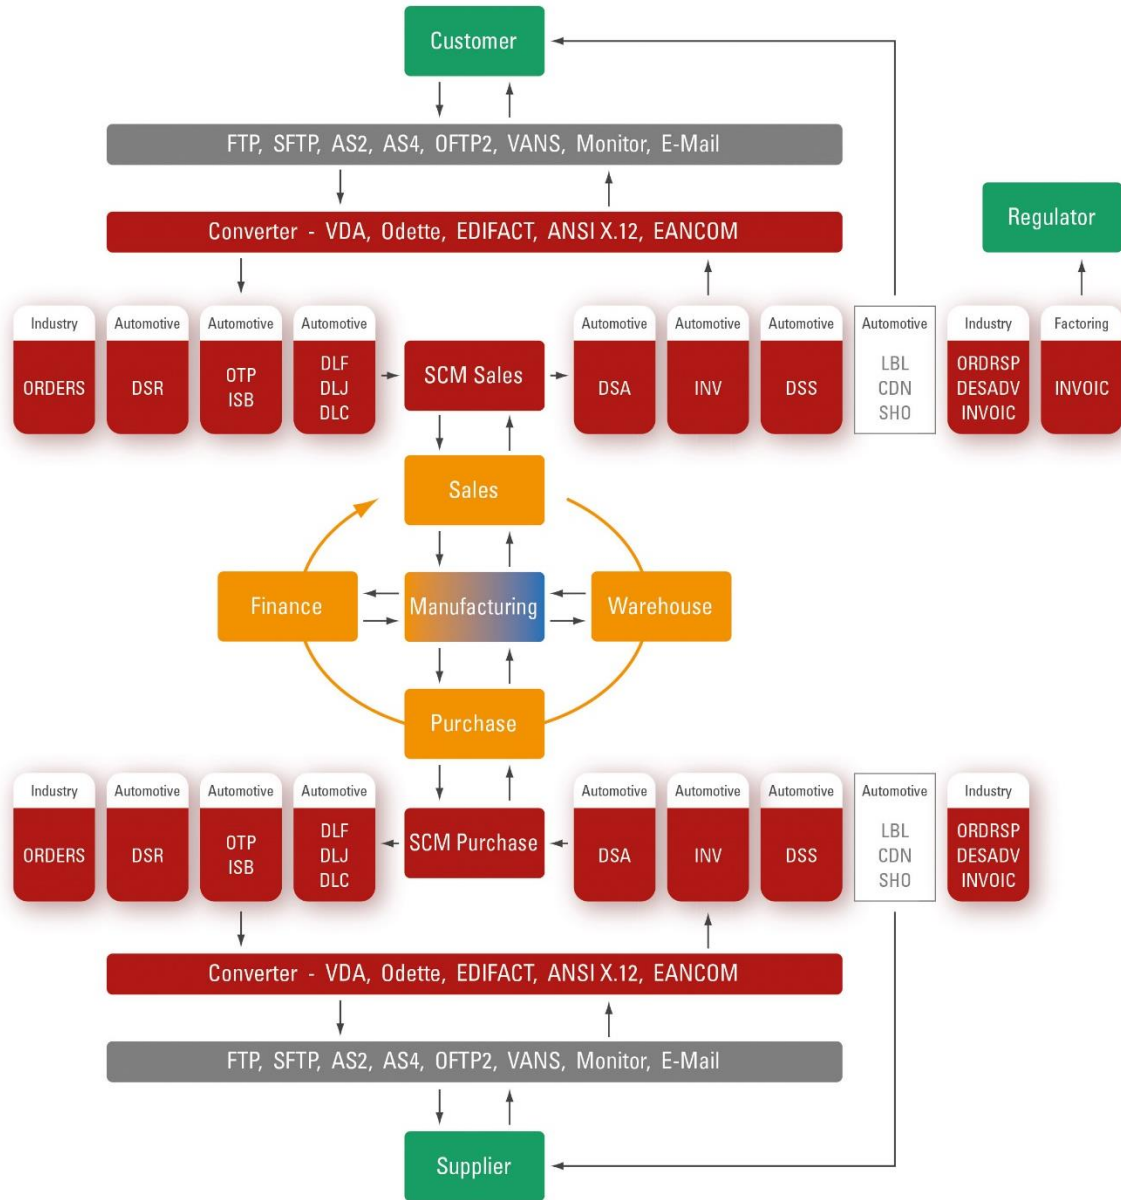 Customer
FTP, SFTP, AS2, AS4, OFTP2, VANS, Monitor, E-Mail
Converter - VDA, Odette, EDIFACT, ANSI X.12, EANCOM
Regulator
Industry
ORDERS
Automotive
DSR
Automotive
OTP
ISB
Automotive
DLF
DLJ
DLC
SCM Sales
Automotive
DSA
Automotive
INV
Automotive
DSS
Automotive
LBL
CDN
SHO
Industry
ORDRSP
DESADV
INVOIC
Factoring
INVOIC
Sales
Finance
Manufacturing
Warehouse
Purchase
Industry
ORDERS
Automotive
DSR
Automotive
OTP
ISB
Automotive
DLF
DLJ
DLC
SCM Purchase
Automotive
DSA
Automotive
INV
Automotive
DSS
Automotive
LBL
CDN
SHO
Industry
ORDRSP
DESADV
INVOIC
Converter - VDA, Odette, EDIFACT, ANSI X.12, EANCOM
FTP, SFTP, AS2, AS4, OFTP2, VANS, Monitor, E-Mail
Supplier